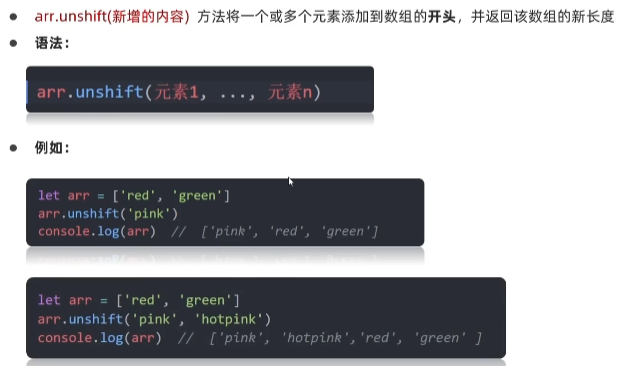 arr.unshift(新增的内容) 方法将一个或多个元素添加到数组的开头，并返回该数组的新长度
语法：
arr.unshift(元素1, ..., 元素n)
例如：
let arr = ['red', 'green']
arr.unshift('pink')
console.log(arr) // ['pink', 'red', 'green']
let arr = ['red', 'green']
arr.unshift('pink', 'hotpink')
console.log(arr) // ['pink', 'hotpink','red', 'green' ]